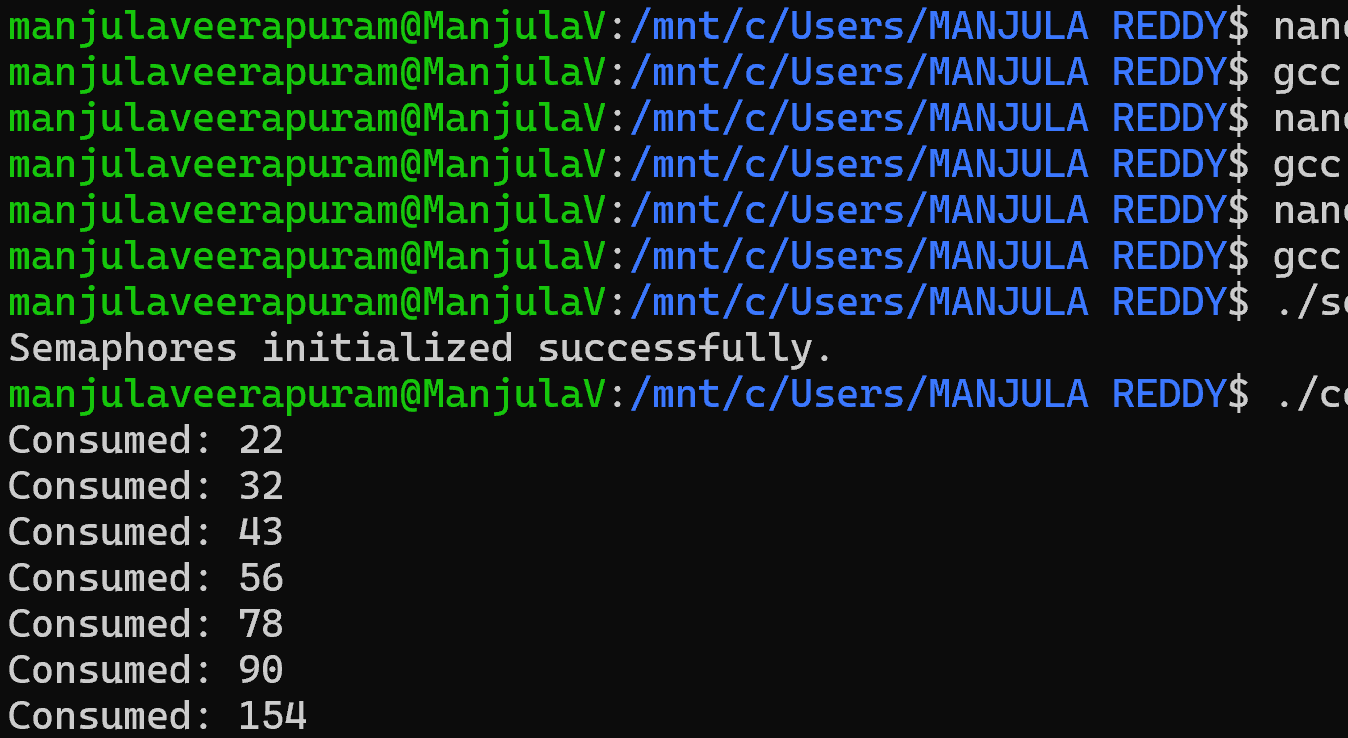 manjulaveerapuram@ManjulaV:/mnt/c/Users/MANJULA REDDY$ nan
manjulaveerapuram@ManjulaV:/mnt/c/Users/MANJULA REDDY$ gcc
manjulaveerapuram@ManjulaV:/mnt/c/Users/MANJULA REDDY$ nan
manjulaveerapuram@ManjulaV:/mnt/c/Users/MANJULA REDDY$ gcc
manjulaveerapuram@ManjulaV:/mnt/c/Users/MANJULA REDDY$ nan
manjulaveerapuram@ManjulaV:/mnt/c/Users/MANJULA REDDY$ gcc
manjulaveerapuram@ManjulaV:/mnt/c/Users/MANJULA REDDY$ ./s
Semaphores initialized successfully.
manjulaveerapuram@ManjulaV:/mnt/c/Users/MANJULA REDDY$ ./c
Consumed: 22
Consumed: 32
Consumed: 43
Consumed: 56
Consumed: 78
Consumed: 90
Consumed: 154